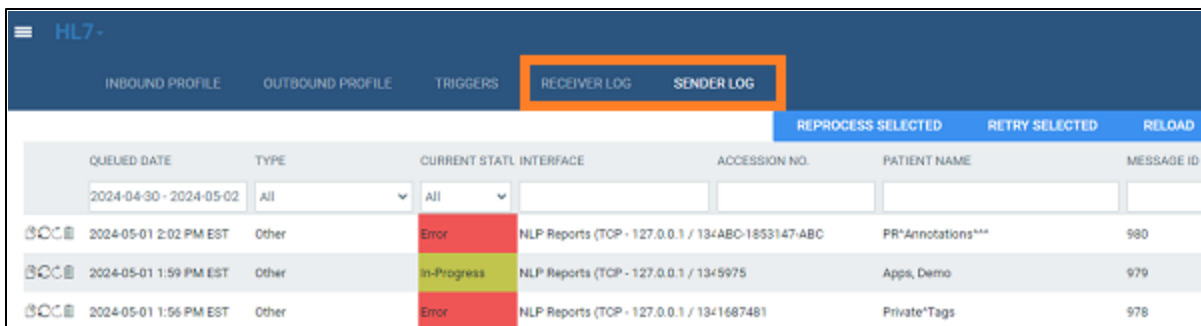 HL7
INBOUND PROFILE OUTBOUND PROFILE TRIGGERS RECEIVER LOG SENDER LOG
REPROCESS SELECTED RETRY SELECTED RELOAD
QUEUED DATE TYPE CURRENT STATU INTERFACE ACCESSION NO. PATIENT NAME MESSAGE ID
2024-04-30 - 2024-05-02 All All
2024-05-01 2:02 PM EST Other Error NLP Reports (TCP - 127.0.0.1 / 134 ABC-1853147-ABC PR^Annotations^^^ 980
2024-05-01 1:59 PM EST Other In-Progress NLP Reports (TCP - 127.0.0.1 / 134 5975 Apps, Demo 979
2024-05-01 1:56 PM EST Other Error NLP Reports (TCP - 127.0.0.1 / 134 1687481 Private^Tags 978